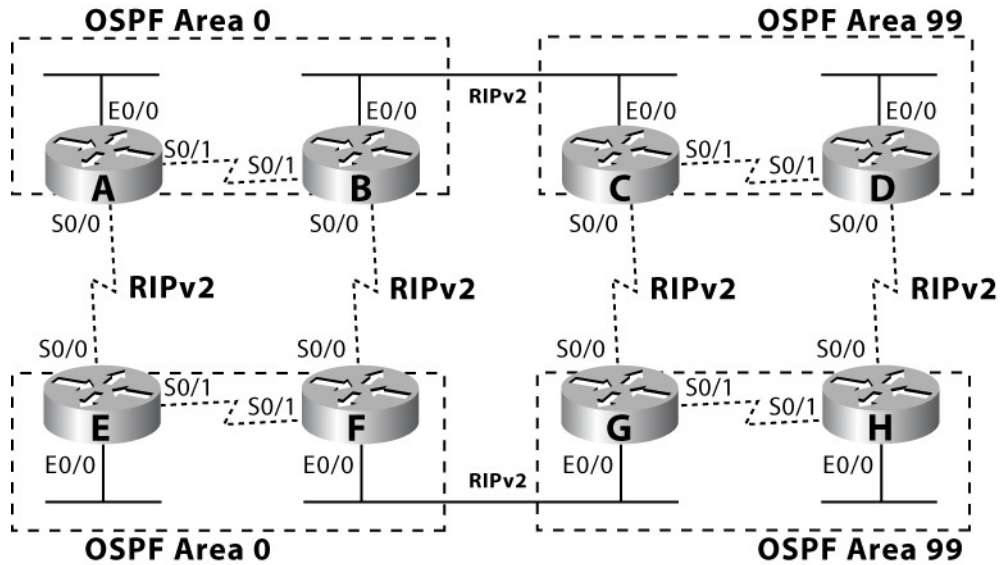 OSPF Area 0
OSPF Area 99
RIPv2
E0/0
E0/0
E0/0
E0/0
S0/1
S0/1
S0/1
S0/1
A
B
C
D
S0/0
S0/0
S0/0
S0/0
RIPv2
RIPv2
RIPv2
RIPv2
S0/0
S0/0
S0/0
S0/0
S0/1
S0/1
S0/1
S0/1
E
F
G
H
E0/0
E0/0
E0/0
E0/0
RIPv2
OSPF Area 0
OSPF Area 99